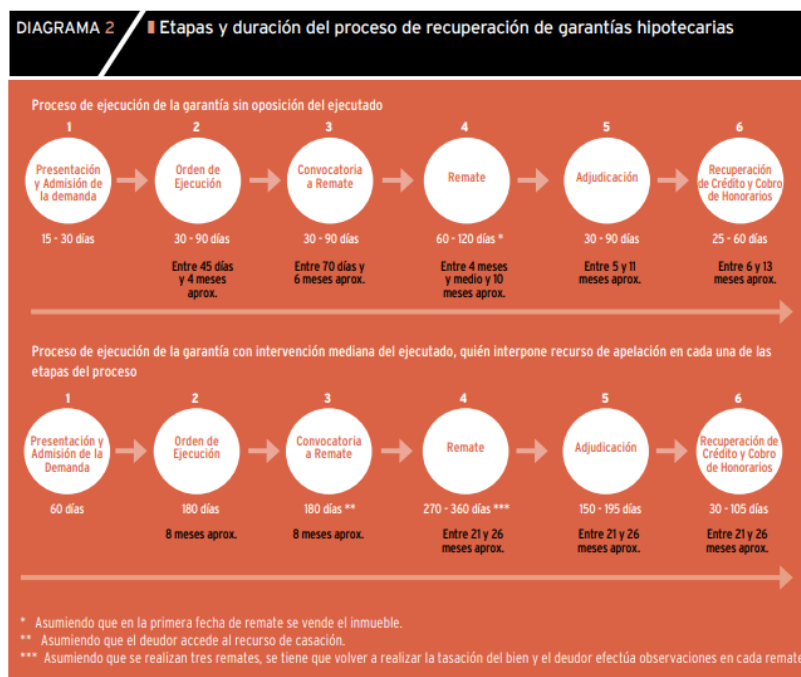 DIAGRAMA 2
Etapas y duración del proceso de recuperación de garantías hipotecarias
Proceso de ejecución de la garantía sin oposición del ejecutado
1
Presentación
y Admisión de
la demanda
15 - 30 días
2
Orden de
Ejecución
30 - 90 días
Entre 45 días
y 4 meses
aprox.
3
Convocatoria
a Remate
30 - 90 días
Entre 70 días y
6 meses aprox.
4
Remate
60 - 120 días *
Entre 4 meses
y medio y 10
meses aprox.
5
Adjudicación
30 - 90 días
Entre 5 y 11
meses aprox.
6
Recuperación
de Crédito y Cobro
de Honorarios
25 - 60 días
Entre 6 y 13
meses aprox.
Proceso de ejecución de la garantía con intervención mediana del ejecutado, quién interpone recurso de apelación en cada una de las
etapas del proceso
1
Presentación y
Admisión de la
Demanda
60 días
2
Orden de
Ejecución
180 días
8 meses aprox.
3
Convocatoria
a Remate
180 días **
8 meses aprox.
4
Remate
270 - 360 días ***
Entre 21 y 26
meses aprox.
5
Adjudicación
150 - 195 días
Entre 21 y 26
meses aprox.
6
Recuperación de
Crédito y Cobro
de Honorarios
30 - 105 días
Entre 21 y 26
meses aprox.
* Asumiendo que en la primera fecha de remate se vende el inmueble.
** Asumiendo que el deudor accede al recurso de casación.
*** Asumiendo que se realizan tres remates, se tiene que volver a realizar la tasación del bien y el deudor efectúa observaciones en cada remate